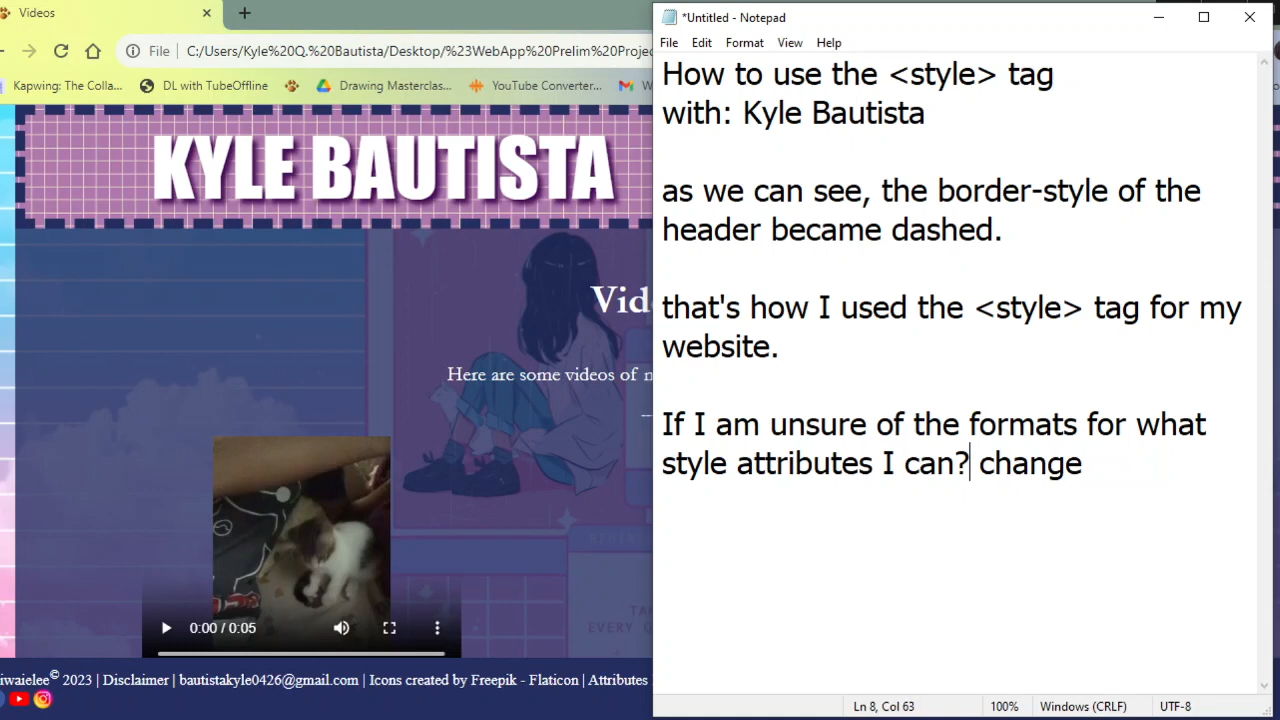 Videos
*Untitled - Notepad
File
C:/Users/Kyle%20Q.%20Bautista/Desktop/%23WebApp%20Prelim%20Projec
File Edit Format View Help
Kapwing: The Colla...
DL with TubeOffline
Drawing Masterclas...
YouTube Converter...
KYLE BAUTISTA
Vid
Here are some videos of
0:00 / 0:05
iwaielee© 2023 | Disclaimer | bautistakyle0426@gmail.com | Icons created by Freepik - Flaticon | Attributes
How to use the <style> tag
with: Kyle Bautista
as we can see, the border-style of the
header became dashed.
that's how I used the <style> tag for my
website.
If I am unsure of the formats for what
style attributes I can? change
Ln 8, Col 63
100%
Windows (CRLF)
UTF-8